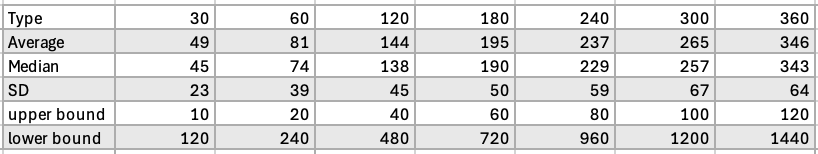 Type 30 60 120 180 240 300 360
Average 49 81 144 195 237 265 346
Median 45 74 138 190 229 257 343
SD 23 39 45 50 59 67 64
upper bound 10 20 40 60 80 100 120
lower bound 120 240 480 720 960 1200 1440